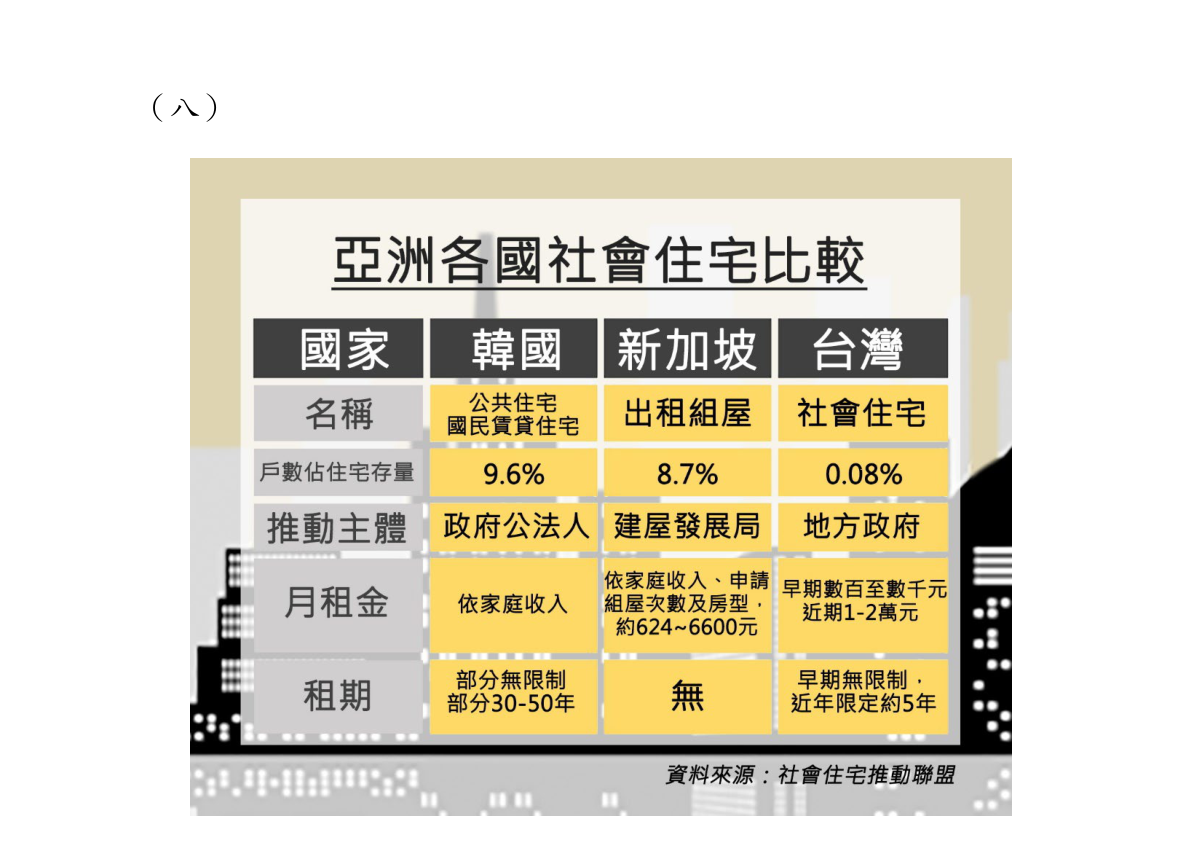 （八）
亞洲各國社會住宅比較
國家 韓國 新加坡 台灣
名稱 公共住宅 國民賃貸住宅 出租組屋 社會住宅
戶數佔住宅存量 9.6% 8.7% 0.08%
推動主體 政府公法人 建屋發展局 地方政府
月租金 依家庭收入 依家庭收入、申請組屋次數及房型，約624~6600元 早期數百至數千元 近期1-2萬元
租期 部分無限制 部分30-50年 無 早期無限制，近年限定約5年
資料來源：社會住宅推動聯盟